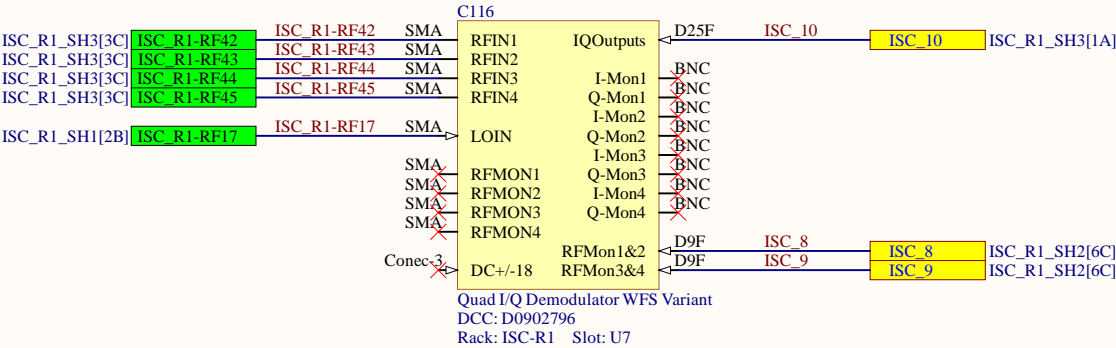 C116
ISC_R1_SH3[3C] ISC_R1-RF42 ISC_R1-RF42 SMA RFIN1 IQOutputs D25F ISC_10 ISC_10 ISC_R1_SH3[1A]
ISC_R1_SH3[3C] ISC_R1-RF43 ISC_R1-RF43 SMA RFIN2
ISC_R1_SH3[3C] ISC_R1-RF44 ISC_R1-RF44 SMA RFIN3 I-Mon1 BNC
ISC_R1_SH3[3C] ISC_R1-RF45 ISC_R1-RF45 SMA RFIN4 Q-Mon1 BNC
I-Mon2 BNC
ISC_R1_SH1[2B] ISC_R1-RF17 ISC_R1-RF17 SMA LOIN Q-Mon2 BNC
I-Mon3 BNC
SMA RFMON1 Q-Mon3 BNC
SMA RFMON2 I-Mon4 BNC
SMA RFMON3 Q-Mon4 BNC
SMA RFMON4
RFMon1&2 D9F ISC_8 ISC_8 ISC_R1_SH2[6C]
Conec-3 DC+/-18 RFMon3&4 D9F ISC_9 ISC_9 ISC_R1_SH2[6C]
Quad I/Q Demodulator WFS Variant
DCC: D0902796
Rack: ISC-R1 Slot: U7